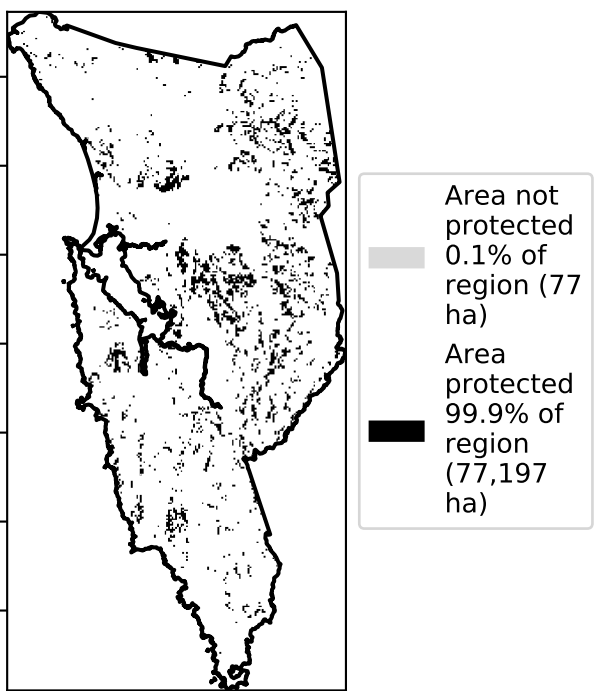 Area not
protected
0.1% of
region (77
ha)
Area
protected
99.9% of
region
(77,197
ha)